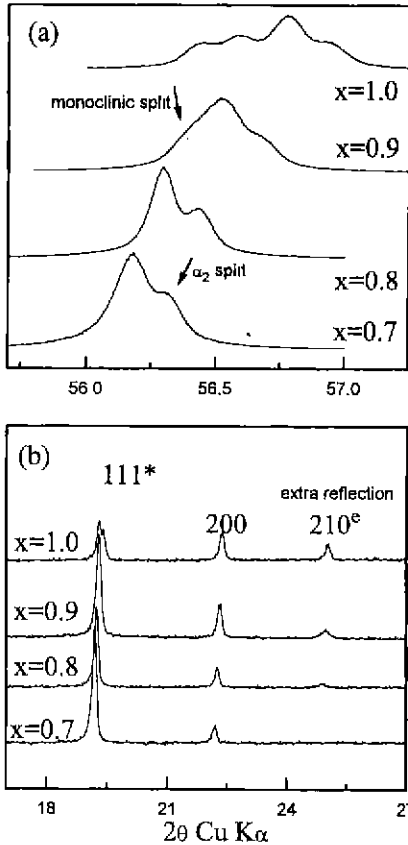 (a)
x=1.0
monoclinic split
x=0.9
x=0.8
α₂ split
x=0.7
56.0 56.5 57.0
(b)
111*
extra reflection
200 210ᵉ
x=1.0
x=0.9
x=0.8
x=0.7
18 21 24 27
2θ Cu Kα